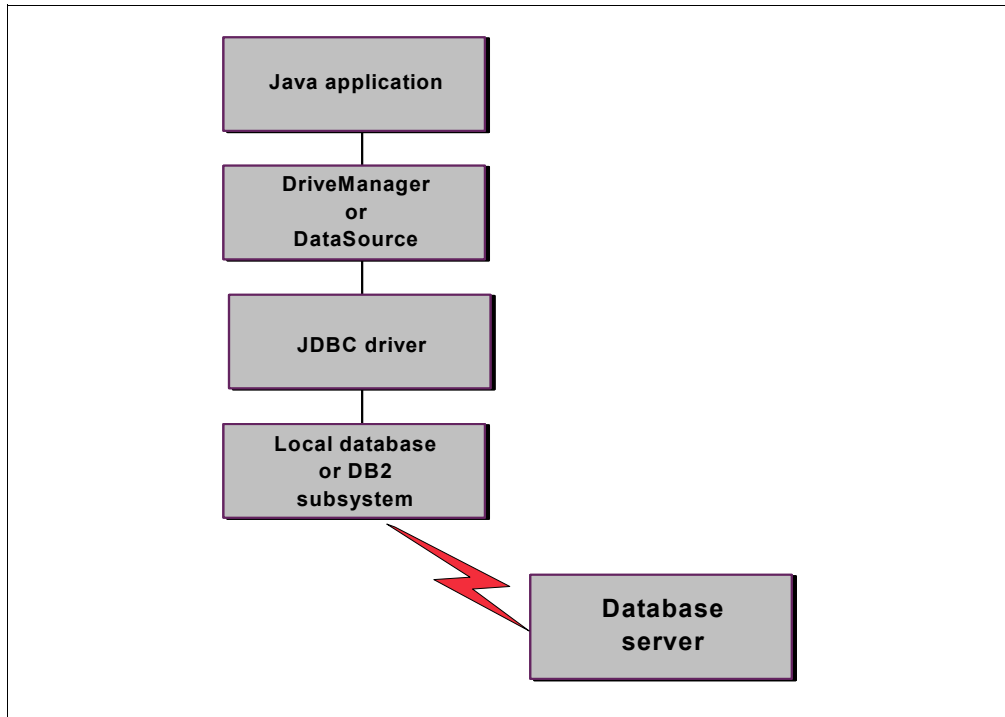 Java application
DriveManager
or
DataSource
JDBC driver
Local database
or DB2
subsystem
Database
server